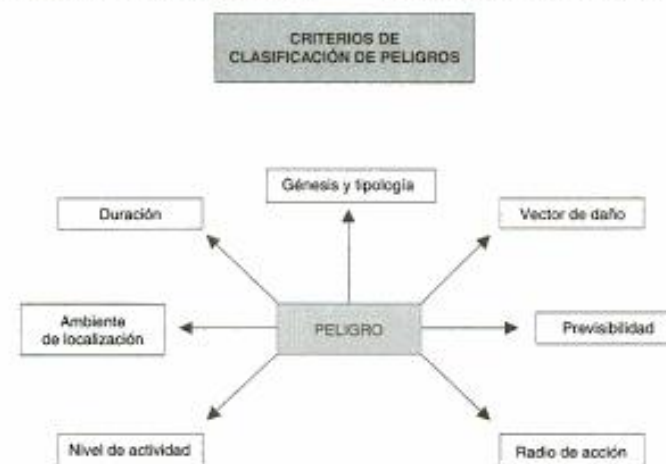 CRITERIOS DE
CLASIFICACIÓN DE PELIGROS
Génesis y tipología
Duración
Vector de daño
Ambiente
de localización
PELIGRO
Previsibilidad
Nivel de actividad
Radio de acción